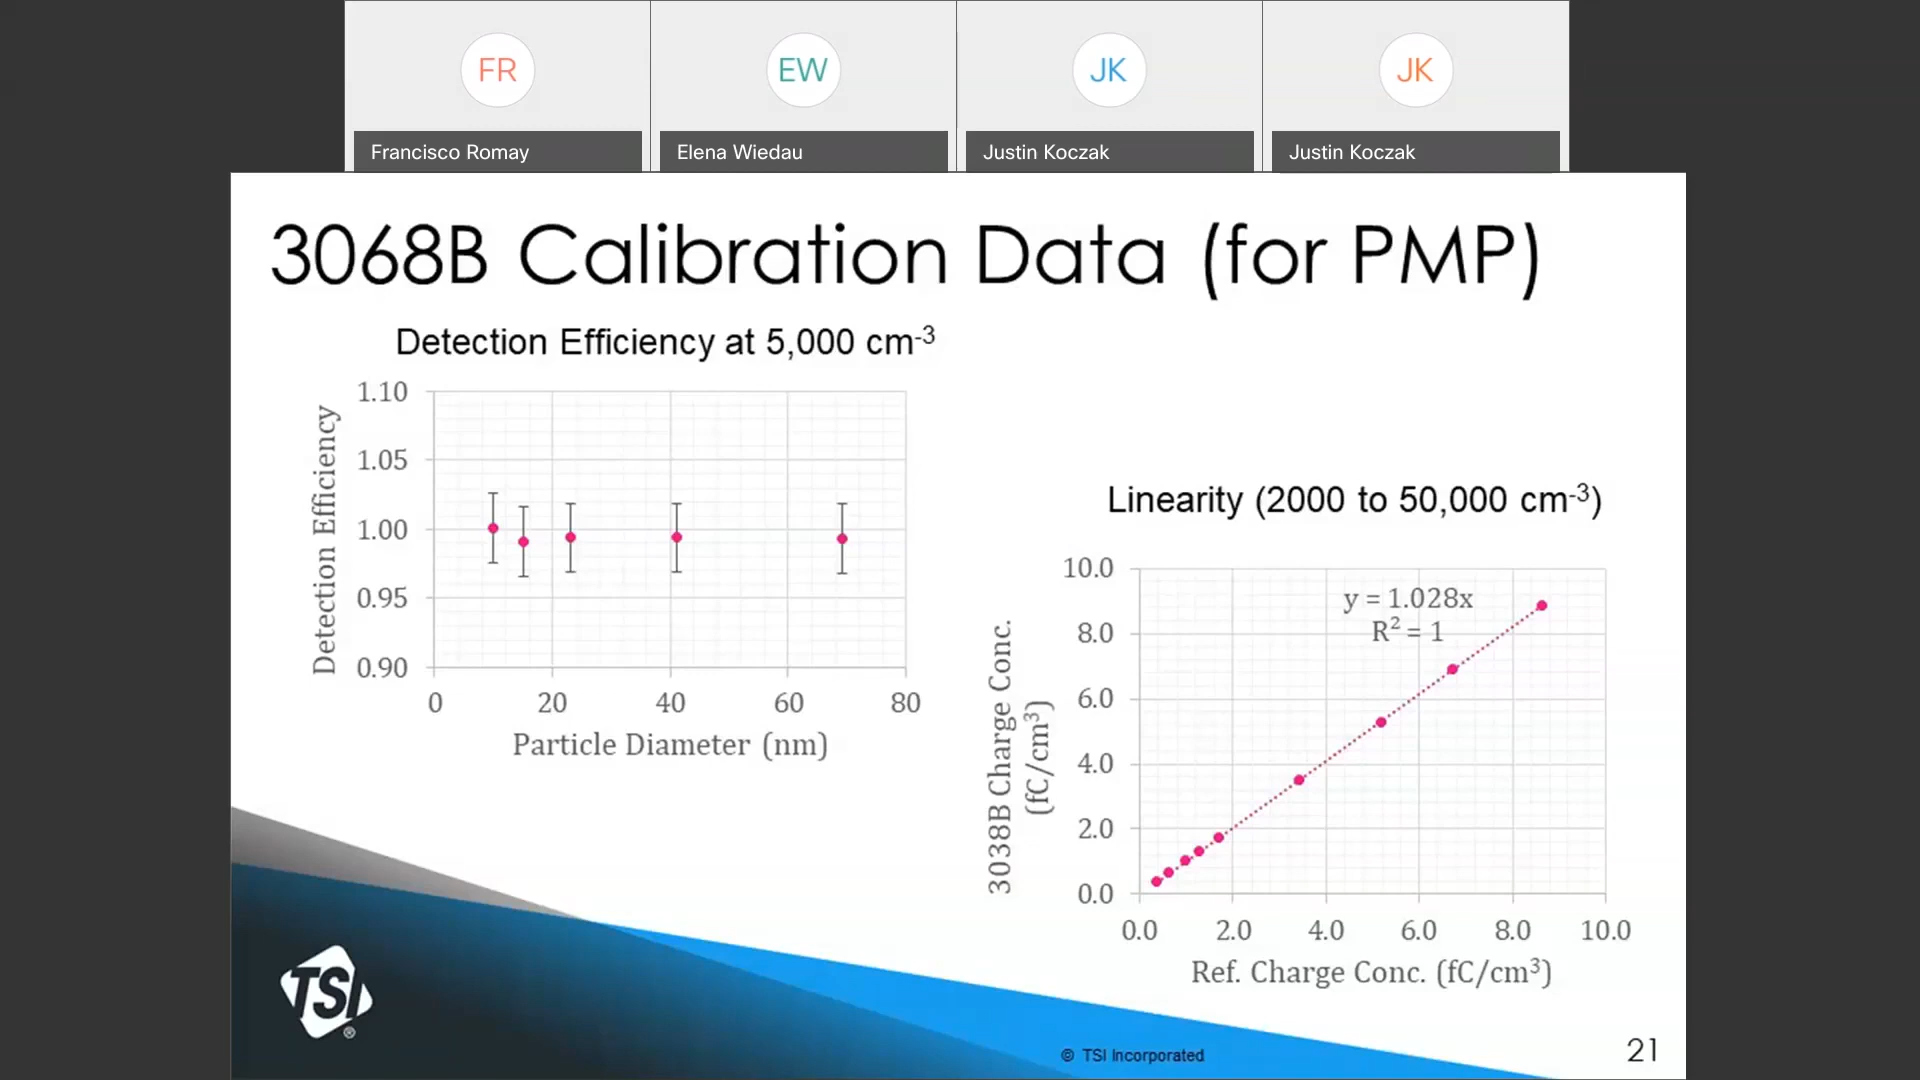 FR
EW
JK
JK
Francisco Romay
Elena Wiedau
Justin Koczak
Justin Koczak
3068B Calibration Data (for PMP)
Detection Efficiency at 5,000 cm⁻³
1.10
1.05
1.00
0.95
0.90
Detection Efficiency
0 20 40 60 80
Particle Diameter (nm)
Linearity (2000 to 50,000 cm⁻³)
10.0
8.0
6.0
4.0
2.0
0.0
y = 1.028x
R² = 1
3038B Charge Conc.
(fC/cm³)
0.0 2.0 4.0 6.0 8.0 10.0
Ref. Charge Conc. (fC/cm³)
TSI®
© TSI Incorporated
21